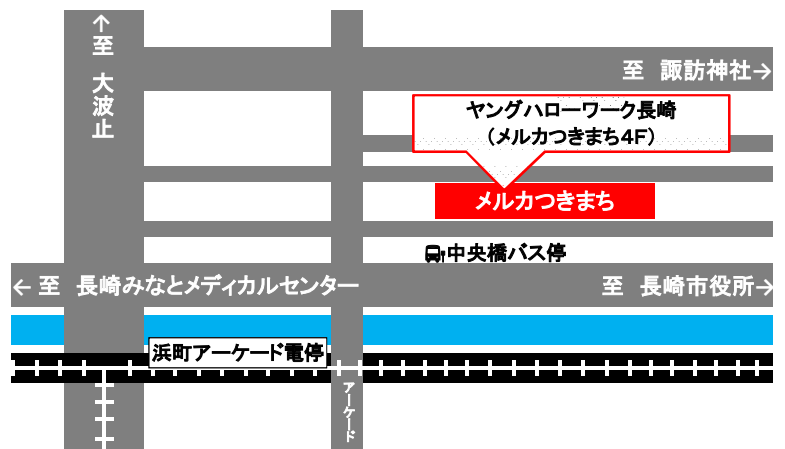 ↑至 大波止
至 諏訪神社→
ヤングハローワーク長崎
（メルカつきまち４Ｆ）
メルカつきまち
中央橋バス停
←至 長崎みなとメディカルセンター
至 長崎市役所→
浜町アーケード電停
アーケード